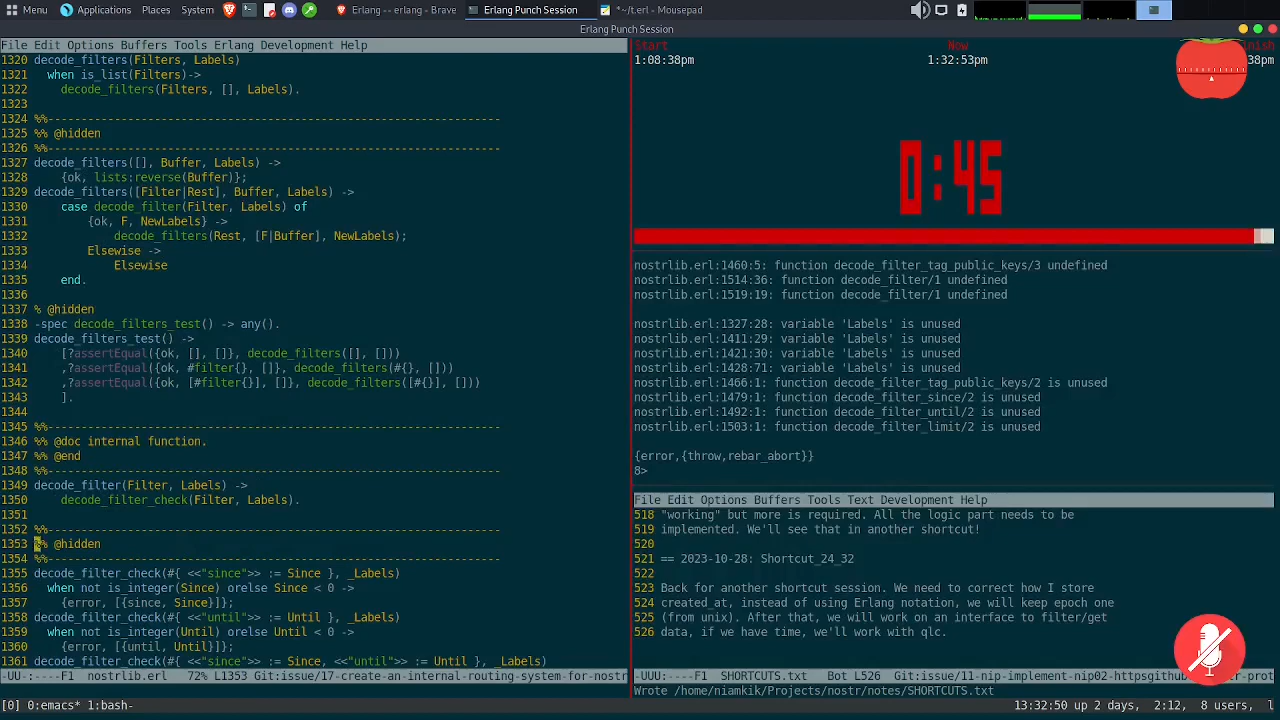 Menu Applications Places System Erlang -- erlang - Brave Erlang Punch Session *~/t.erl - Mousepad
Erlang Punch Session
File Edit Options Buffers Tools Erlang Development Help
1320 decode_filters(Filters, Labels)
1321   when is_list(Filters)->
1322     decode_filters(Filters, [], Labels).
1323
1324 %%--------------------------------------------------------------------
1325 %% @hidden
1326 %%--------------------------------------------------------------------
1327 decode_filters([], Buffer, Labels) ->
1328     {ok, lists:reverse(Buffer)};
1329 decode_filters([Filter|Rest], Buffer, Labels) ->
1330     case decode_filter(Filter, Labels) of
1331         {ok, F, NewLabels} ->
1332             decode_filters(Rest, [F|Buffer], NewLabels);
1333         Elsewise ->
1334             Elsewise
1335     end.
1336
1337 % @hidden
1338 -spec decode_filters_test() -> any().
1339 decode_filters_test() ->
1340     [?assertEqual({ok, [], []}, decode_filters([], []))
1341     ,?assertEqual({ok, #filter{}, []}, decode_filters(#{}, []))
1342     ,?assertEqual({ok, [#filter{}], []}, decode_filters([#{}], []))
1343     ].
1344
1345 %%--------------------------------------------------------------------
1346 %% @doc internal function.
1347 %% @end
1348 %%--------------------------------------------------------------------
1349 decode_filter(Filter, Labels) ->
1350     decode_filter_check(Filter, Labels).
1351
1352 %%--------------------------------------------------------------------
1353 %% @hidden
1354 %%--------------------------------------------------------------------
1355 decode_filter_check(#{ <<"since">> := Since }, _Labels)
1356   when not is_integer(Since) orelse Since < 0 ->
1357     {error, [{since, Since}]};
1358 decode_filter_check(#{ <<"until">> := Until }, _Labels)
1359   when not is_integer(Until) orelse Until < 0 ->
1360     {error, [{until, Until}]};
1361 decode_filter_check(#{ <<"since">> := Since, <<"until">> := Until }, _Labels)
-UU-:----F1  nostrlib.erl   72% L1353 Git:issue/17-create-an-internal-routing-system-for-nostr
Start Now nish
1:08:38pm 1:32:53pm 38pm
0:45
nostrlib.erl:1460:5: function decode_filter_tag_public_keys/3 undefined
nostrlib.erl:1514:36: function decode_filter/1 undefined
nostrlib.erl:1519:19: function decode_filter/1 undefined
nostrlib.erl:1327:28: variable 'Labels' is unused
nostrlib.erl:1411:29: variable 'Labels' is unused
nostrlib.erl:1421:30: variable 'Labels' is unused
nostrlib.erl:1428:71: variable 'Labels' is unused
nostrlib.erl:1466:1: function decode_filter_tag_public_keys/2 is unused
nostrlib.erl:1479:1: function decode_filter_since/2 is unused
nostrlib.erl:1492:1: function decode_filter_until/2 is unused
nostrlib.erl:1503:1: function decode_filter_limit/2 is unused
{error,{throw,rebar_abort}}
8>
File Edit Options Buffers Tools Text Development Help
518 "working" but more is required. All the logic part needs to be
519 implemented. We'll see that in another shortcut!
520
521 == 2023-10-28: Shortcut_24_32
522
523 Back for another shortcut session. We need to correct how I store
524 created_at, instead of using Erlang notation, we will keep epoch one
525 (from unix). After that, we will work on an interface to filter/get
526 data, if we have time, we'll work with qlc.
-UUU:----F1  SHORTCUTS.txt   Bot L526  Git:issue/11-nip-implement-nip02-httpsgithub r-prot
Wrote /home/niamkik/Projects/nostr/notes/SHORTCUTS.txt
[0] 0:emacs* 1:bash- 13:32:50 up 2 days,  2:12, 8 users, l